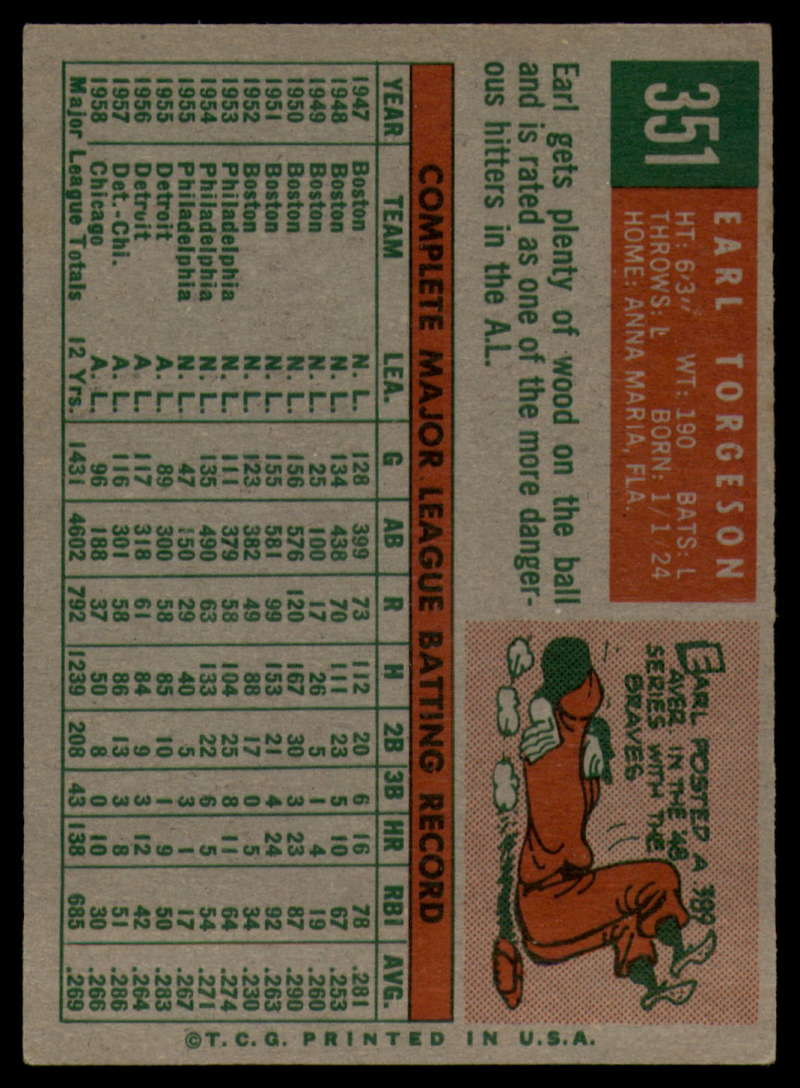 351
EARL TORGESON
HT: 6'3" WT: 190 BATS: L
THROWS: L BORN: 1/1/24
HOME: ANNA MARIA, FLA.
Earl gets plenty of wood on the ball
and is rated as one of the more danger-
ous hitters in the A.L.
EARL POSTED A .389
AVER. IN THE '48
SERIES WITH THE
BRAVES
COMPLETE MAJOR LEAGUE BATTING RECORD
YEAR TEAM LEA. G AB R H 2B 3B HR RBI AVG.
1947 Boston N. L. 128 399 73 112 20 6 16 78 .281
1948 Boston N. L. 134 438 70 111 23 5 10 67 .253
1949 Boston N. L. 25 100 17 26 5 1 4 19 .260
1950 Boston N. L. 156 576 120 167 30 3 23 87 .290
1951 Boston N. L. 155 581 99 153 21 4 24 92 .263
1952 Boston N. L. 123 382 49 88 17 0 5 34 .230
1953 Philadelphia N. L. 111 379 58 104 25 8 11 64 .274
1954 Philadelphia N. L. 135 490 63 133 22 6 5 54 .271
1955 Philadelphia N. L. 47 150 29 40 5 3 1 17 .267
1955 Detroit A. L. 89 300 58 85 10 1 9 50 .283
1956 Detroit A. L. 117 318 61 84 9 3 12 42 .264
1957 Det.-Chi. A. L. 116 301 58 86 13 3 8 51 .286
1958 Chicago A. L. 96 188 37 50 8 0 10 30 .266
Major League Totals 12 Yrs. 1431 4602 792 1239 208 43 138 685 .269
©T. C. G. PRINTED IN U.S.A.